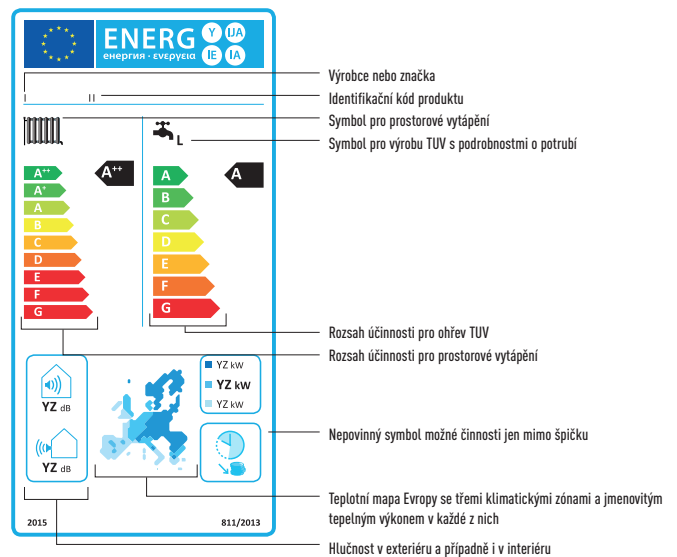 ENERG Y IJA
енергия · ενεργεια IE IA
I II
L
A++ A++
A+
A
B
C
D
E
F
G
A A
B
C
D
E
F
G
YZ dB
YZ dB
YZ kW
YZ kW
YZ kW
2015 811/2013
Výrobce nebo značka
Identifikační kód produktu
Symbol pro prostorové vytápění
Symbol pro výrobu TUV s podrobnostmi o potrubí
Rozsah účinnosti pro ohřev TUV
Rozsah účinnosti pro prostorové vytápění
Nepovinný symbol možné činnosti jen mimo špičku
Teplotní mapa Evropy se třemi klimatickými zónami a jmenovitým
tepelným výkonem v každé z nich
Hlučnost v exteriéru a případně i v interiéru